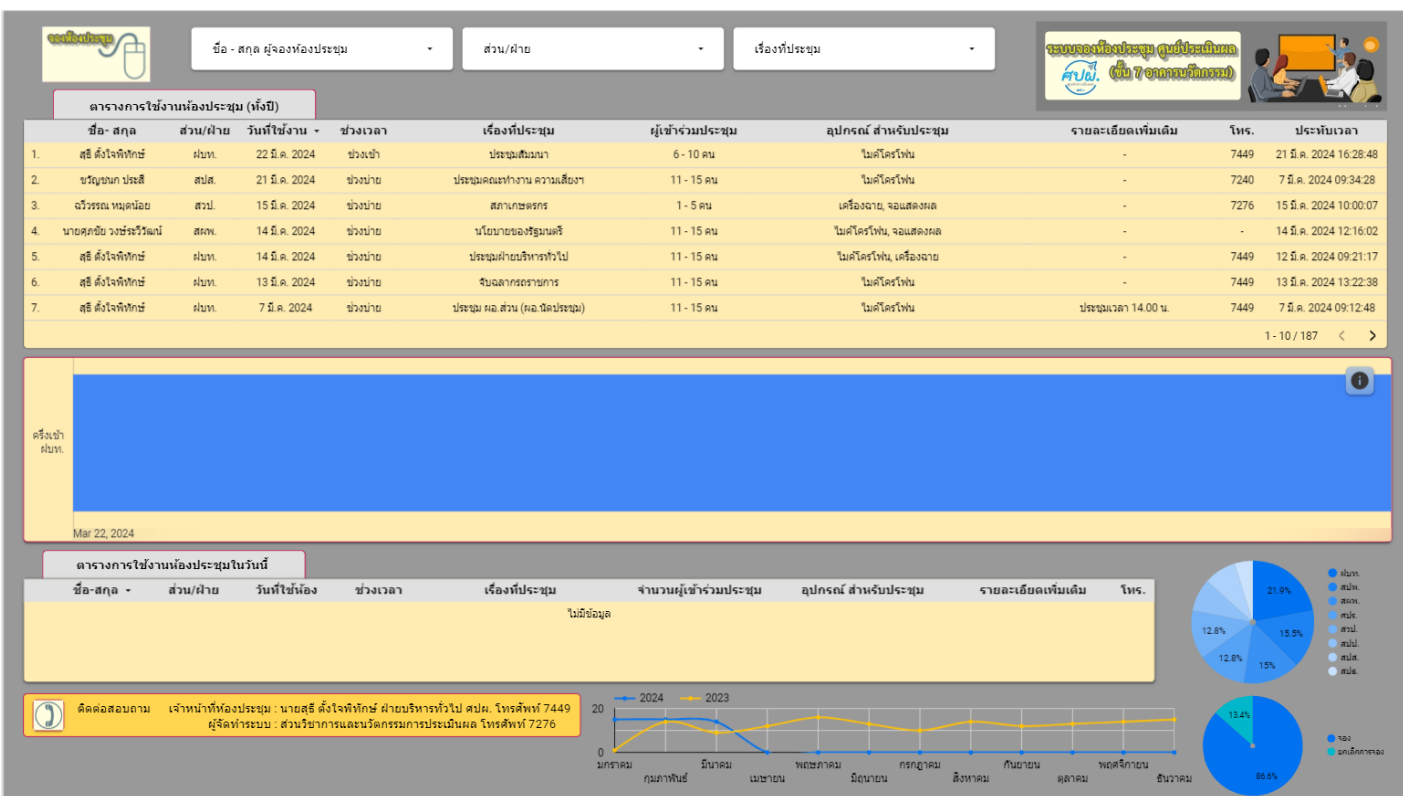 จองห้องประชุม
ชื่อ - สกุล ผู้จองห้องประชุม
ส่วน/ฝ่าย
เรื่องที่ประชุม
ระบบจองห้องประชุม ศูนย์ประเมินผล
ศปผ.
(ชั้น 7 อาคารนวัตกรรม)
ตารางการใช้งานห้องประชุม (ทั้งปี)
ชื่อ- สกุล ส่วน/ฝ่าย วันที่ใช้งาน ช่วงเวลา เรื่องที่ประชุม ผู้เข้าร่วมประชุม อุปกรณ์ สำหรับประชุม รายละเอียดเพิ่มเติม โทร. ประทับเวลา
1. สุธี ตั้งใจพิทักษ์ ฝบท. 22 มี.ค. 2024 ช่วงเช้า ประชุมสัมมนา 6 - 10 คน ไมค์โครโฟน - 7449 21 มี.ค. 2024 16:28:48
2. ขวัญชนก ประสี สปส. 21 มี.ค. 2024 ช่วงบ่าย ประชุมคณะทำงาน ความเสี่ยงฯ 11 - 15 คน ไมค์โครโฟน - 7240 7 มี.ค. 2024 09:34:28
3. ฉวีวรรณ หมุดน้อย สวป. 15 มี.ค. 2024 ช่วงบ่าย สภาเกษตรกร 1 - 5 คน เครื่องฉาย, จอแสดงผล - 7276 15 มี.ค. 2024 10:00:07
4. นายศุภชัย วงษ์ระวีวัฒน์ สผพ. 14 มี.ค. 2024 ช่วงบ่าย นโยบายของรัฐมนตรี 11 - 15 คน ไมค์โครโฟน, จอแสดงผล - - 14 มี.ค. 2024 12:16:02
5. สุธี ตั้งใจพิทักษ์ ฝบท. 14 มี.ค. 2024 ช่วงบ่าย ประชุมฝ่ายบริหารทั่วไป 11 - 15 คน ไมค์โครโฟน, เครื่องฉาย - 7449 12 มี.ค. 2024 09:21:17
6. สุธี ตั้งใจพิทักษ์ ฝบท. 13 มี.ค. 2024 ช่วงบ่าย จับฉลากรถราชการ 11 - 15 คน ไมค์โครโฟน - 7449 13 มี.ค. 2024 13:22:38
7. สุธี ตั้งใจพิทักษ์ ฝบท. 7 มี.ค. 2024 ช่วงบ่าย ประชุม ผอ.ส่วน (ผอ.นัดประชุม) 11 - 15 คน ไมค์โครโฟน ประชุมเวลา 14.00 น. 7449 7 มี.ค. 2024 09:12:48
1 - 10 / 187
ครึ่งเช้า
ฝบท.
Mar 22, 2024
ตารางการใช้งานห้องประชุมในวันนี้
ชื่อ-สกุล ส่วน/ฝ่าย วันที่ใช้ห้อง ช่วงเวลา เรื่องที่ประชุม จำนวนผู้เข้าร่วมประชุม อุปกรณ์ สำหรับประชุม รายละเอียดเพิ่มเติม โทร.
ไม่มีข้อมูล
21.9%
15.5%
15%
12.8%
12.8%
ฝบท.
สปท.
สผพ.
สวป.
สปป.
สปส.
ติดต่อสอบถาม เจ้าหน้าที่ห้องประชุม : นายสุธี ตั้งใจพิทักษ์ ฝ่ายบริหารทั่วไป ศปผ. โทรศัพท์ 7449
ผู้จัดทำระบบ : ส่วนวิชาการและนวัตกรรมการประเมินผล โทรศัพท์ 7276
2024 2023
20
0
มกราคม กุมภาพันธ์ มีนาคม เมษายน พฤษภาคม มิถุนายน กรกฎาคม สิงหาคม กันยายน ตุลาคม พฤศจิกายน ธันวาคม
13.4%
86.6%
จอง
ยกเลิกการจอง